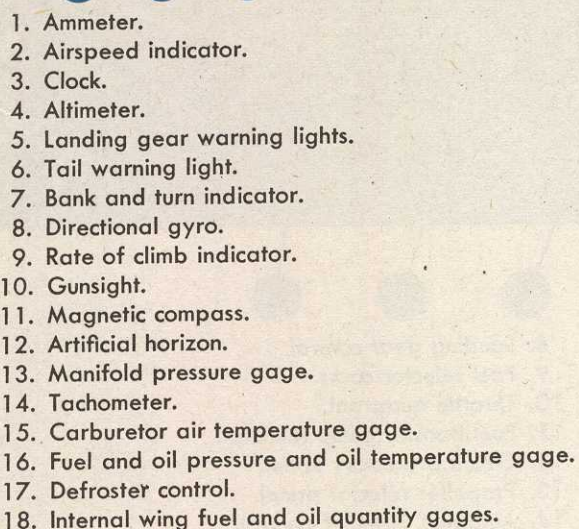 1. Ammeter.
2. Airspeed indicator.
3. Clock.
4. Altimeter.
5. Landing gear warning lights.
6. Tail warning light.
7. Bank and turn indicator.
8. Directional gyro.
9. Rate of climb indicator.
10. Gunsight.
11. Magnetic compass.
12. Artificial horizon.
13. Manifold pressure gage.
14. Tachometer.
15. Carburetor air temperature gage.
16. Fuel and oil pressure and oil temperature gage.
17. Defroster control.
18. Internal wing fuel and oil quantity gages.